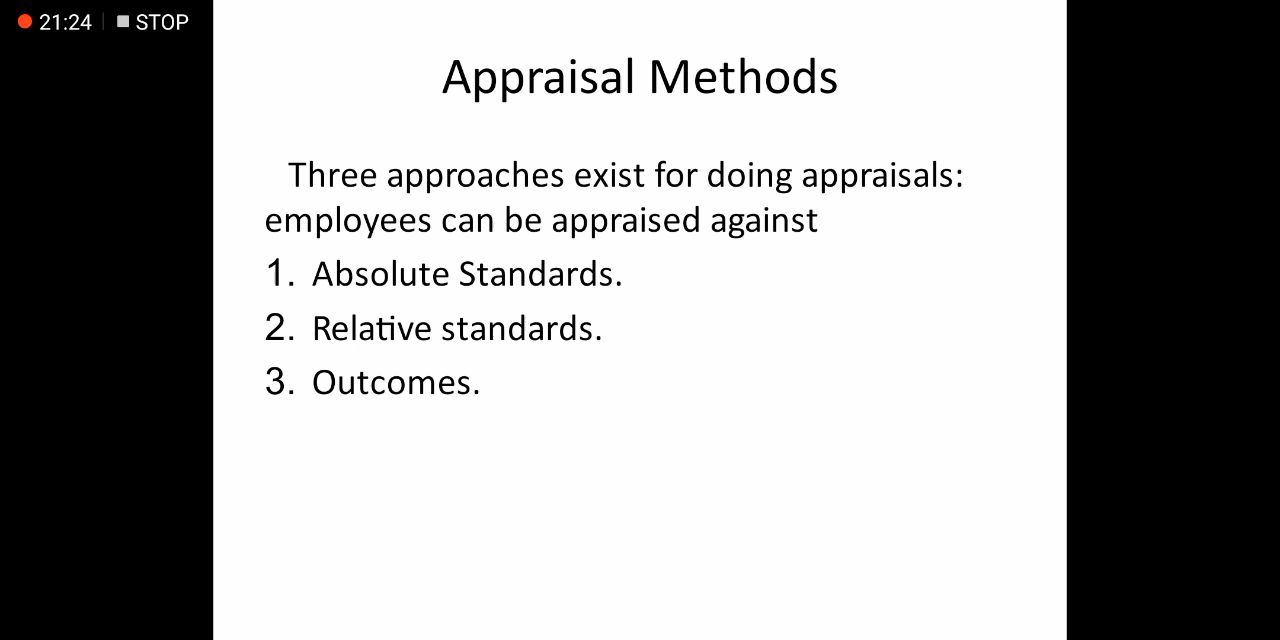 21:24 STOP
Appraisal Methods
Three approaches exist for doing appraisals:
employees can be appraised against
1. Absolute Standards.
2. Relative standards.
3. Outcomes.